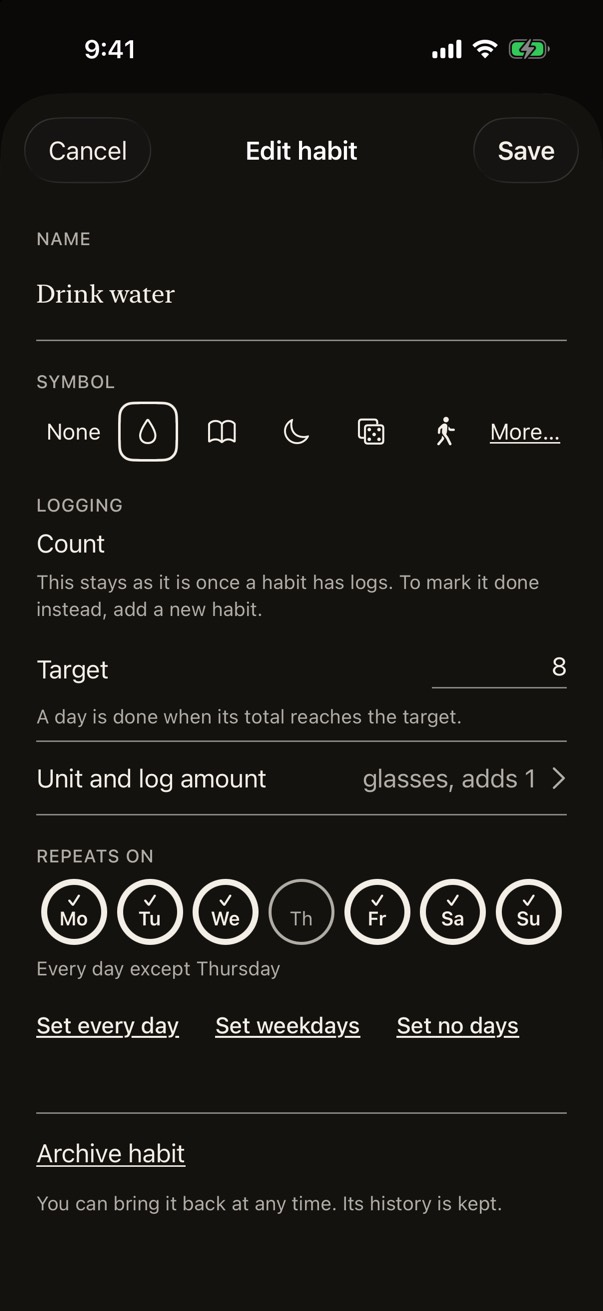 9:41
Cancel
Edit habit
Save
NAME
Drink water
SYMBOL
None
More...
LOGGING
Count
This stays as it is once a habit has logs. To mark it done
instead, add a new habit.
Target
8
A day is done when its total reaches the target.
Unit and log amount
glasses, adds 1
REPEATS ON
Mo
Tu
We
Th
Fr
Sa
Su
Every day except Thursday
Set every day
Set weekdays
Set no days
Archive habit
You can bring it back at any time. Its history is kept.